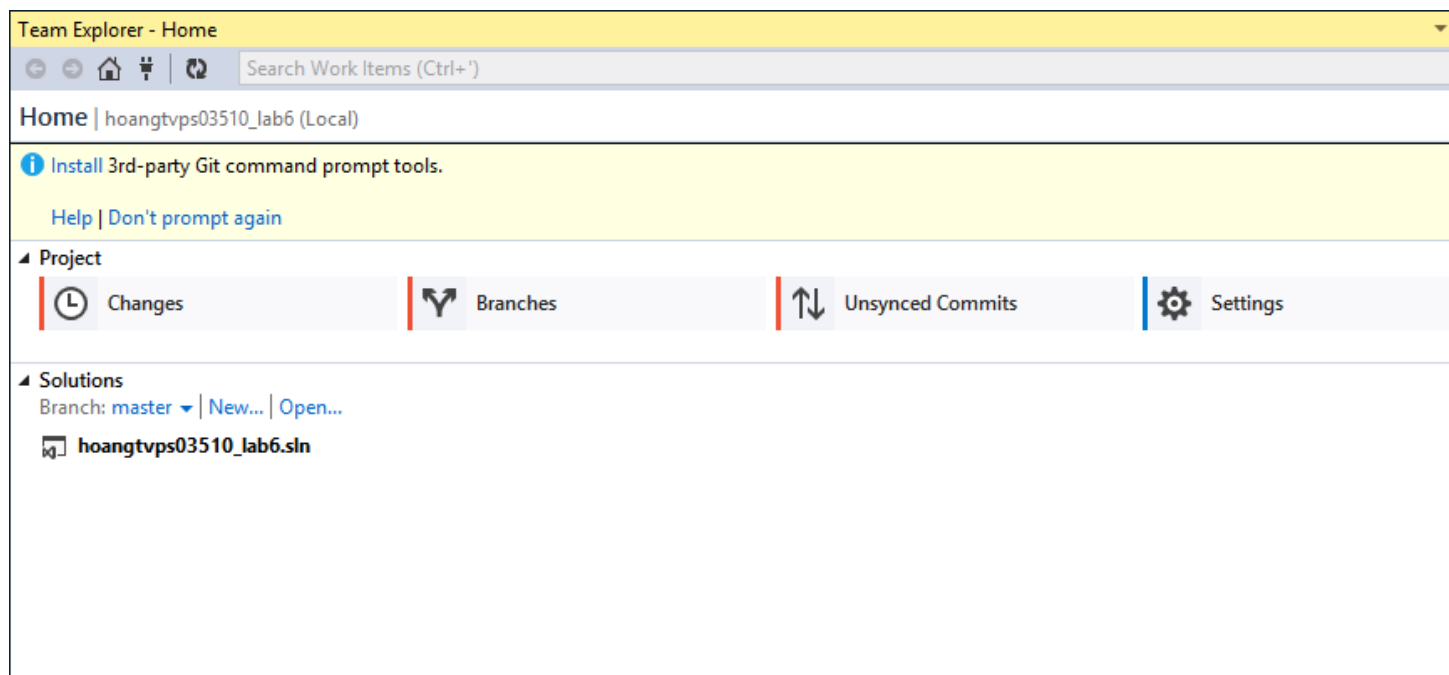 Team Explorer - Home
Search Work Items (Ctrl+')
Home | hoangtvps03510_lab6 (Local)
Install 3rd-party Git command prompt tools.
Help | Don't prompt again
Project
Changes
Branches
Unsynced Commits
Settings
Solutions
Branch: master | New... | Open...
hoangtvps03510_lab6.sln